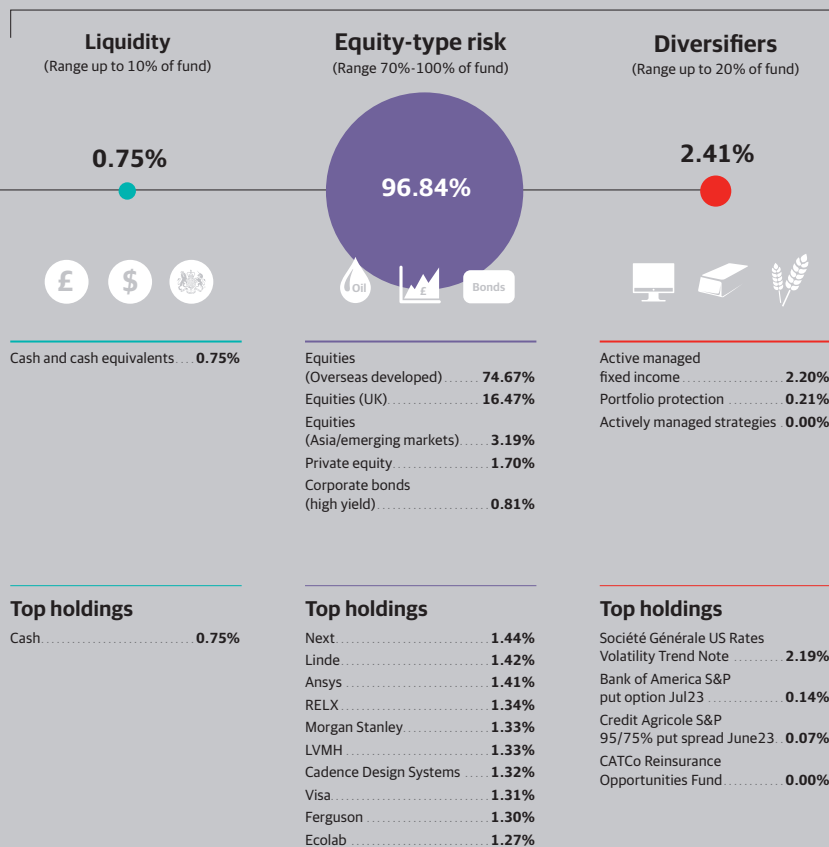 Liquidity
(Range up to 10% of fund)
0.75%
£
$
Cash and cash equivalents....0.75%
Top holdings
Cash....0.75%
Equity-type risk
(Range 70%-100% of fund)
96.84%
Oil
£
Bonds
Equities
(Overseas developed)....74.67%
Equities (UK)....16.47%
Equities
(Asia/emerging markets)....3.19%
Private equity....1.70%
Corporate bonds
(high yield)....0.81%
Top holdings
Next....1.44%
Linde....1.42%
Ansys....1.41%
RELX....1.34%
Morgan Stanley....1.33%
LVMH....1.33%
Cadence Design Systems....1.32%
Visa....1.31%
Ferguson....1.30%
Ecolab....1.27%
Diversifiers
(Range up to 20% of fund)
2.41%
Active managed
fixed income....2.20%
Portfolio protection....0.21%
Actively managed strategies.0.00%
Top holdings
Société Générale US Rates
Volatility Trend Note....2.19%
Bank of America S&P
put option Jul23....0.14%
Credit Agricole S&P
95/75% put spread June23..0.07%
CATCo Reinsurance
Opportunities Fund....0.00%